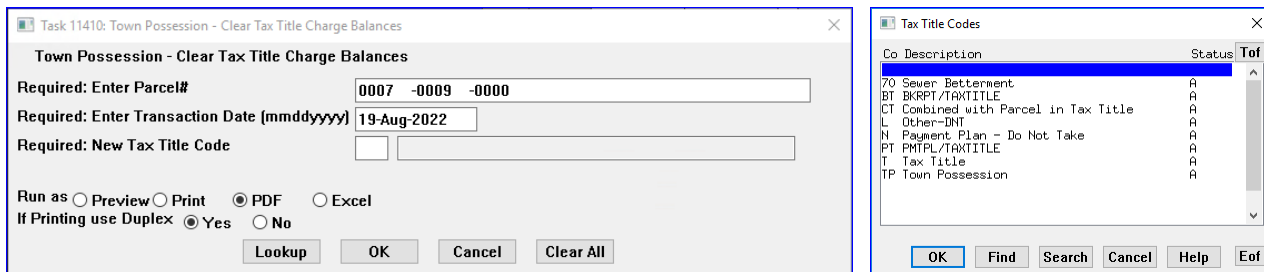 Task 11410: Town Possession - Clear Tax Title Charge Balances
Town Possession - Clear Tax Title Charge Balances
Required: Enter Parcel# 0007 -0009 -0000
Required: Enter Transaction Date (mmddyyyy) 19-Aug-2022
Required: New Tax Title Code
Run as Preview Print PDF Excel
If Printing use Duplex Yes No
Lookup OK Cancel Clear All
Tax Title Codes
Co Description Status Tof
70 Sewer Betterment A
BT BKRPT/TAXTITLE A
CT Combined with Parcel in Tax Title A
L Other-DNT A
N Payment Plan - Do Not Take A
PT PMTPL/TAXTITLE A
T Tax Title A
TP Town Possession A
OK Find Search Cancel Help Eof